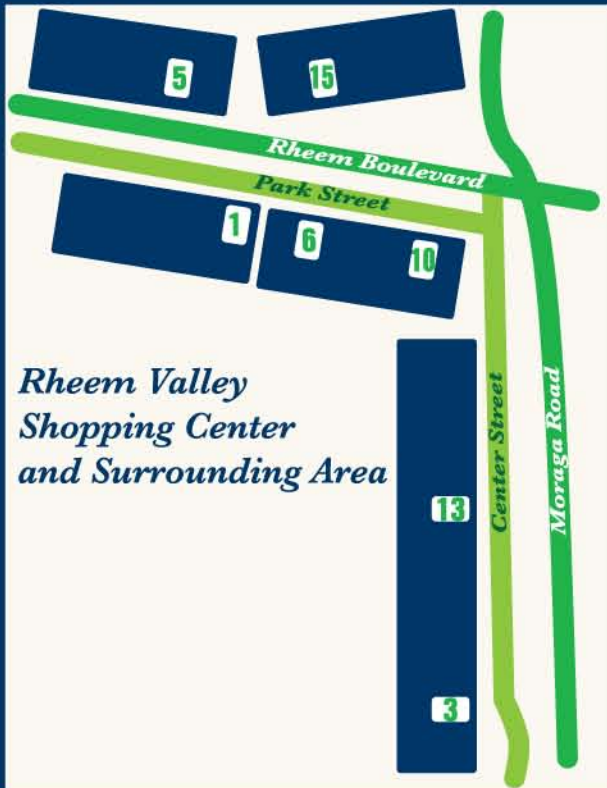 5
15
Rheem Boulevard
Park Street
1
6
10
Rheem Valley
Shopping Center
and Surrounding Area
Center Street
Moraga Road
13
3